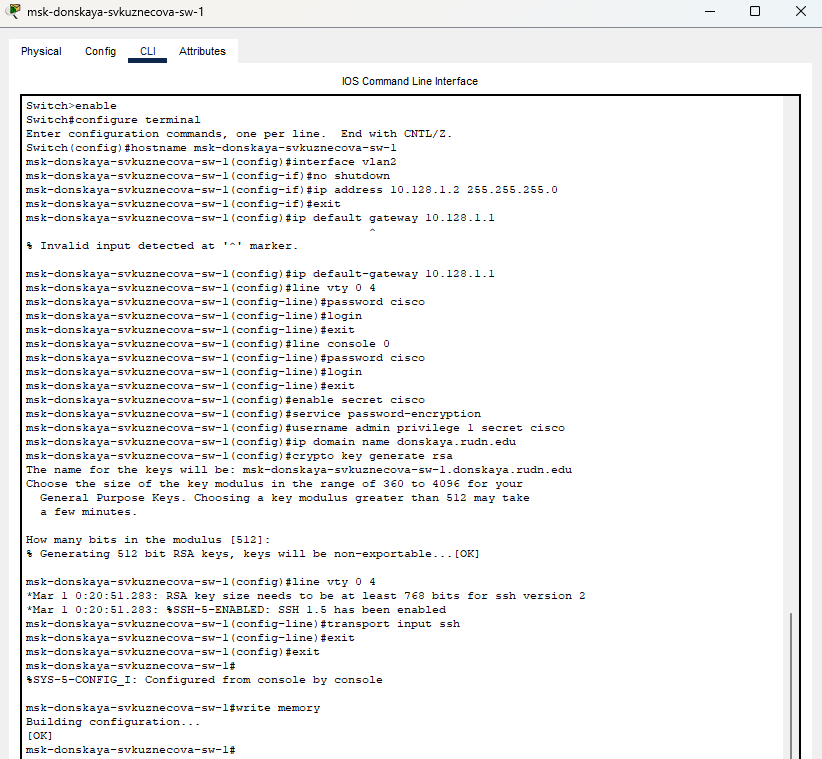 msk-donskaya-svkuznecova-sw-1
Physical Config CLI Attributes
IOS Command Line Interface
Switch>enable
Switch#configure terminal
Enter configuration commands, one per line.  End with CNTL/Z.
Switch(config)#hostname msk-donskaya-svkuznecova-sw-1
msk-donskaya-svkuznecova-sw-1(config)#interface vlan2
msk-donskaya-svkuznecova-sw-1(config-if)#no shutdown
msk-donskaya-svkuznecova-sw-1(config-if)#ip address 10.128.1.2 255.255.255.0
msk-donskaya-svkuznecova-sw-1(config-if)#exit
msk-donskaya-svkuznecova-sw-1(config)#ip default gateway 10.128.1.1
^
% Invalid input detected at '^' marker.
msk-donskaya-svkuznecova-sw-1(config)#ip default-gateway 10.128.1.1
msk-donskaya-svkuznecova-sw-1(config)#line vty 0 4
msk-donskaya-svkuznecova-sw-1(config-line)#password cisco
msk-donskaya-svkuznecova-sw-1(config-line)#login
msk-donskaya-svkuznecova-sw-1(config-line)#exit
msk-donskaya-svkuznecova-sw-1(config)#line console 0
msk-donskaya-svkuznecova-sw-1(config-line)#password cisco
msk-donskaya-svkuznecova-sw-1(config-line)#login
msk-donskaya-svkuznecova-sw-1(config-line)#exit
msk-donskaya-svkuznecova-sw-1(config)#enable secret cisco
msk-donskaya-svkuznecova-sw-1(config)#service password-encryption
msk-donskaya-svkuznecova-sw-1(config)#username admin privilege 1 secret cisco
msk-donskaya-svkuznecova-sw-1(config)#ip domain name donskaya.rudn.edu
msk-donskaya-svkuznecova-sw-1(config)#crypto key generate rsa
The name for the keys will be: msk-donskaya-svkuznecova-sw-1.donskaya.rudn.edu
Choose the size of the key modulus in the range of 360 to 4096 for your
General Purpose Keys. Choosing a key modulus greater than 512 may take
a few minutes.
How many bits in the modulus [512]:
% Generating 512 bit RSA keys, keys will be non-exportable...[OK]
msk-donskaya-svkuznecova-sw-1(config)#line vty 0 4
*Mar 1 0:20:51.283: RSA key size needs to be at least 768 bits for ssh version 2
*Mar 1 0:20:51.283: %SSH-5-ENABLED: SSH 1.5 has been enabled
msk-donskaya-svkuznecova-sw-1(config-line)#transport input ssh
msk-donskaya-svkuznecova-sw-1(config-line)#exit
msk-donskaya-svkuznecova-sw-1(config)#exit
msk-donskaya-svkuznecova-sw-1#
%SYS-5-CONFIG_I: Configured from console by console
msk-donskaya-svkuznecova-sw-1#write memory
Building configuration...
[OK]
msk-donskaya-svkuznecova-sw-1#